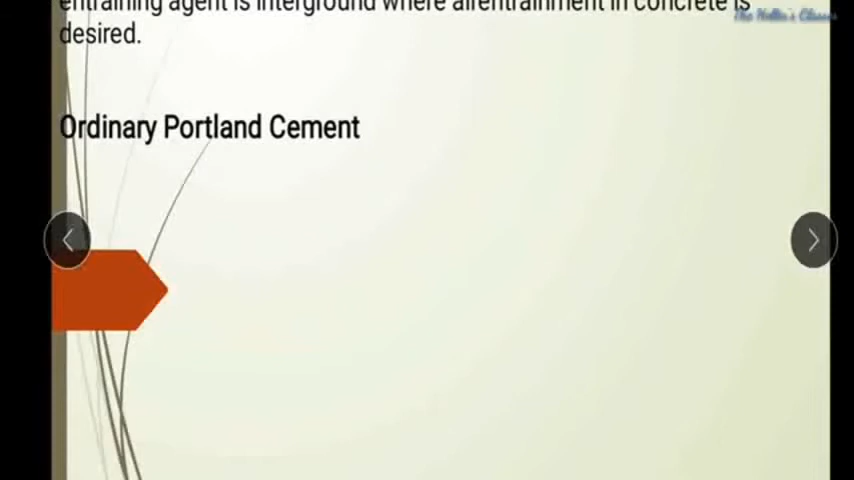 entraining agent is interground where airentrainment in concrete is
desired.
Ordinary Portland Cement